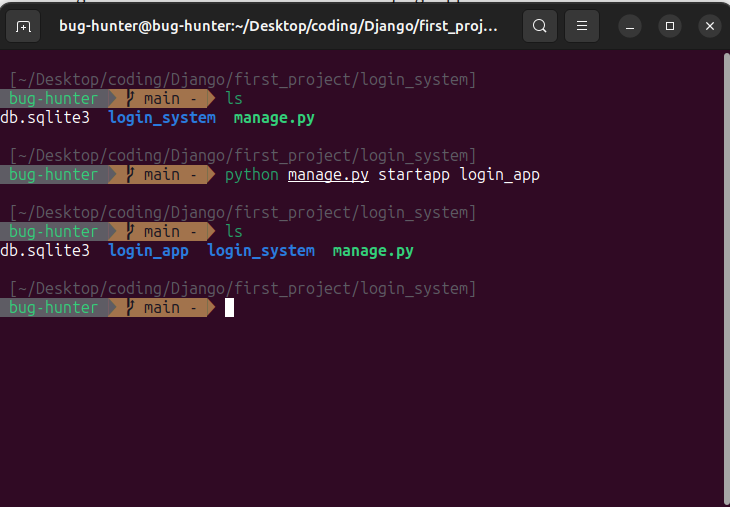 bug-hunter@bug-hunter:~/Desktop/coding/Django/first_proj...
[~/Desktop/coding/Django/first_project/login_system]
bug-hunter main - ls
db.sqlite3 login_system manage.py
[~/Desktop/coding/Django/first_project/login_system]
bug-hunter main - python manage.py startapp login_app
[~/Desktop/coding/Django/first_project/login_system]
bug-hunter main - ls
db.sqlite3 login_app login_system manage.py
[~/Desktop/coding/Django/first_project/login_system]
bug-hunter main -